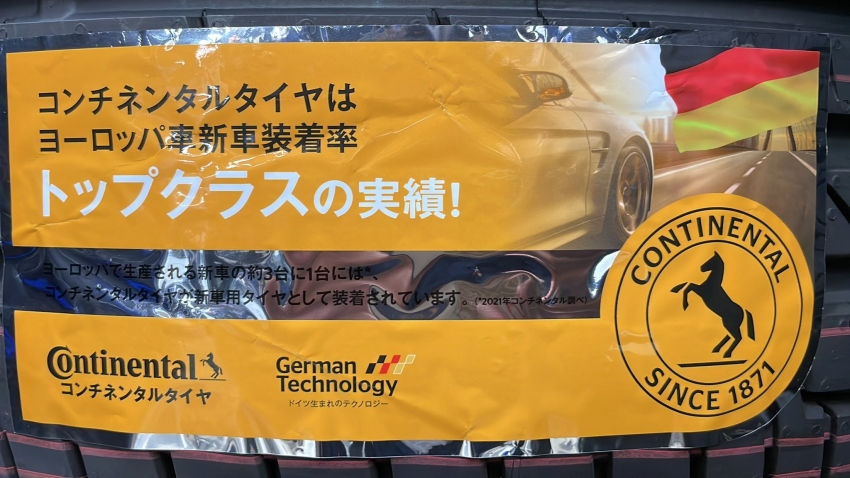 コンチネンタルタイヤは
ヨーロッパ車新車装着率
トップクラスの実績!
ヨーロッパで生産される新車の約3台に1台には*、
コンチネンタルタイヤが新車用タイヤとして装着されています。(*2021年コンチネンタル調べ)
Continental
コンチネンタルタイヤ
German
Technology
ドイツ生まれのテクノロジー
CONTINENTAL
SINCE 1871